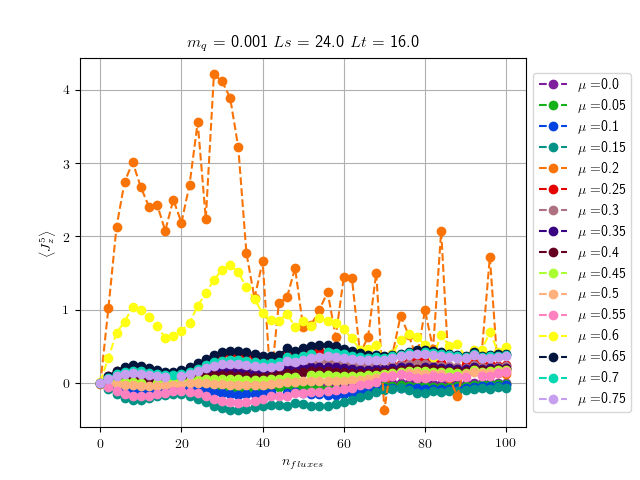 m_q = 0.001 Ls = 24.0 Lt = 16.0
⟨J_z^5⟩
4
3
2
1
0
0 20 40 60 80 100
n_{fluxes}
μ =0.0
μ =0.05
μ =0.1
μ =0.15
μ =0.2
μ =0.25
μ =0.3
μ =0.35
μ =0.4
μ =0.45
μ =0.5
μ =0.55
μ =0.6
μ =0.65
μ =0.7
μ =0.75